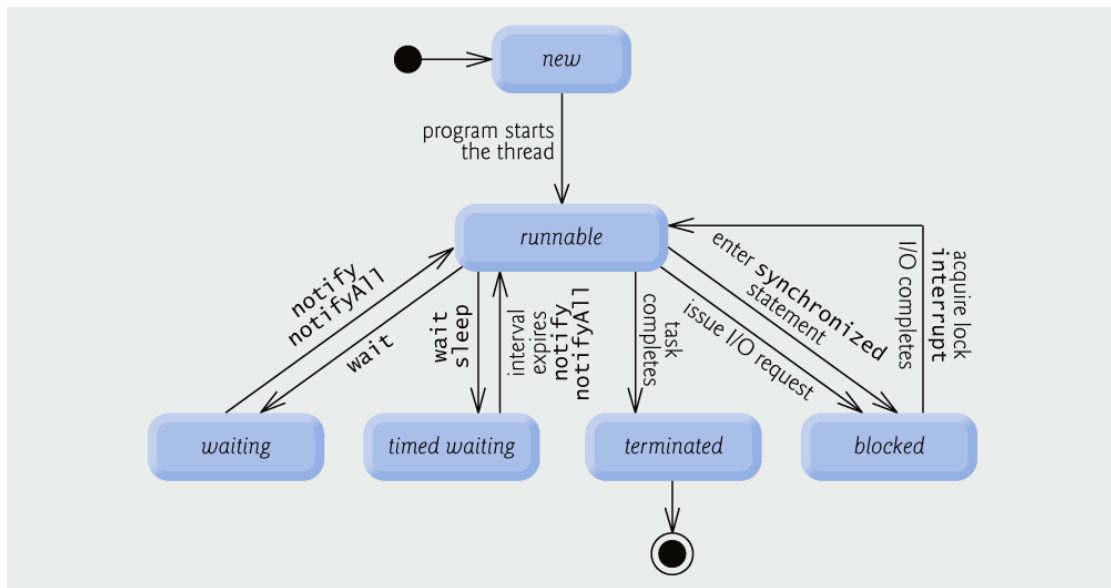 new
program starts
the thread
runnable
notify
notifyAll
wait
wait
sleep
interval
expires
notify
notifyAll
task
completes
issue I/O request
enter synchronized
statement
acquire lock
interrupt
I/O completes
waiting
timed waiting
terminated
blocked